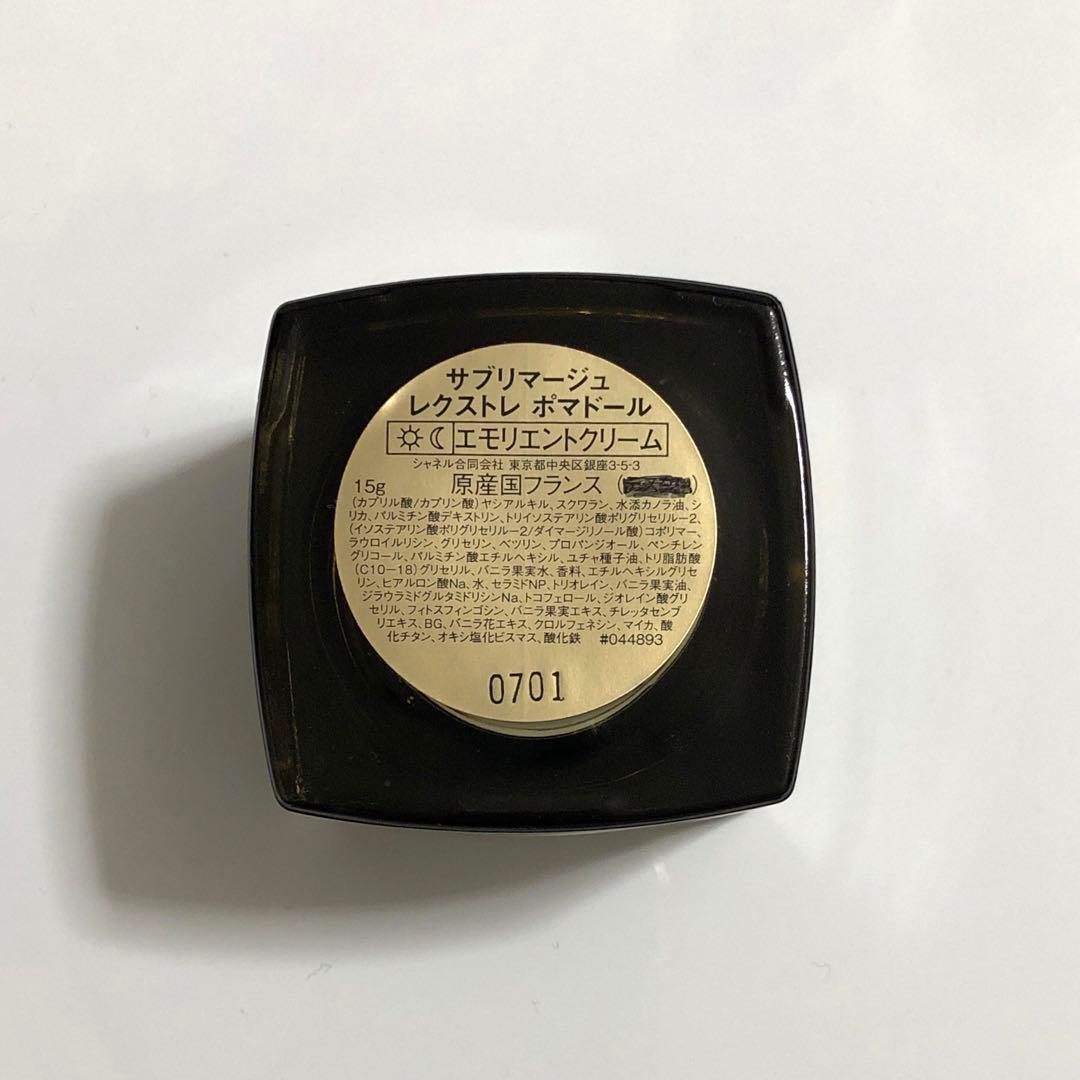 サブリマージュ
レクストレ ポマドール
エモリエントクリーム
シャネル合同会社 東京都中央区銀座3-5-3
15g 原産国フランス ( )
(カプリル酸/カプリン酸)ヤシアルキル、スクワラン、水添カノラ油、シ
リカ、パルミチン酸デキストリン、トリイソステアリン酸ポリグリセリルー2、
(イソステアリン酸ポリグリセリルー2/ダイマージリノール酸)コポリマー、
ラウロイルリシン、グリセリン、ベツリン、プロパンジオール、ペンチレン
グリコール、パルミチン酸エチルヘキシル、ユチャ種子油、トリ脂肪酸
(C10ー18)グリセリル、バニラ果実水、香料、エチルヘキシルグリセ
リン、ヒアルロン酸Na、水、セラミドNP、トリオレイン、バニラ果実油、
ジラウラミドグルタミドリシンNa、トコフェロール、ジオレイン酸グリ
セリル、フィトスフィンゴシン、バニラ果実エキス、チレッタセンブ
リエキス、BG、バニラ花エキス、クロルフェネシン、マイカ、酸
化チタン、オキシ塩化ビスマス、酸化鉄 #044893
0701